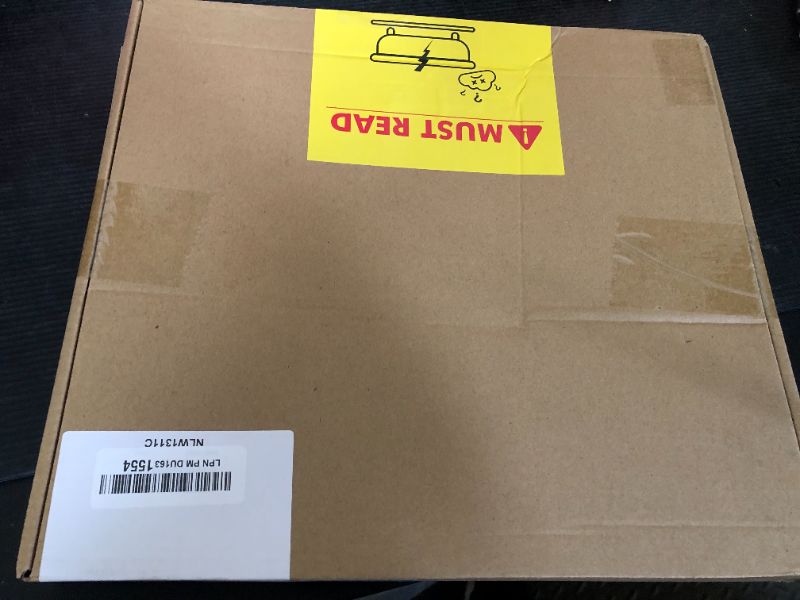 MUST READ
LPN PM DU163 1554
NLW1311C